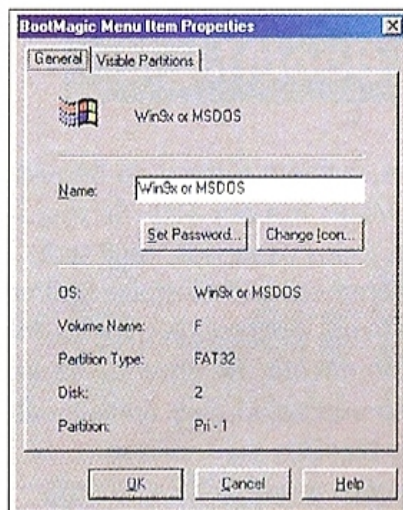 BootMagic Menu Item Properties
General Visible Partitions
Win9x or MSDOS
Name: Win9x or MSDOS
Set Password... Change Icon...
OS: Win9x or MSDOS
Volume Name: F
Partition Type: FAT32
Disk: 2
Partition: Pri - 1
OK Cancel Help